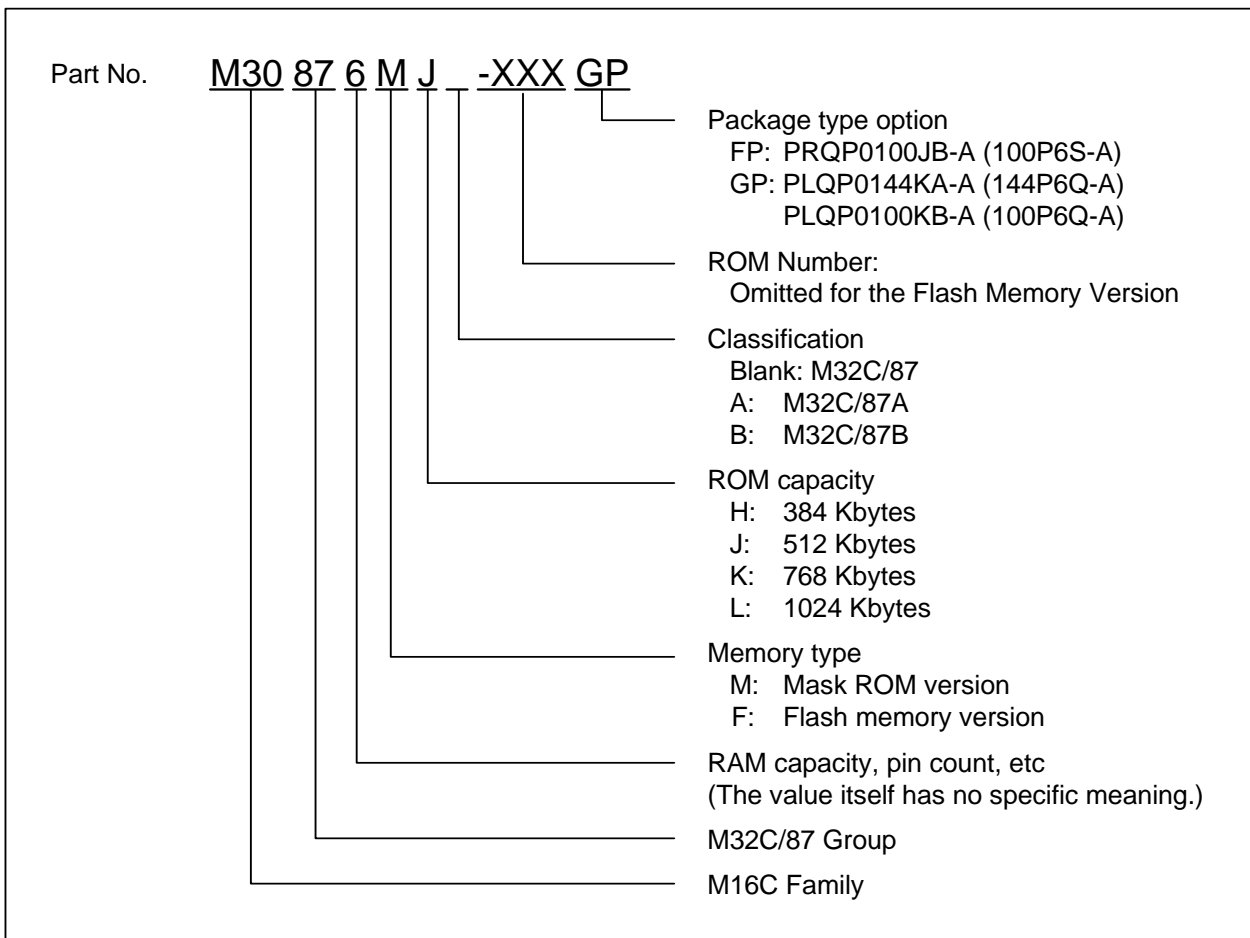 Part No. M30 87 6 M J _ -XXX GP
Package type option
FP: PRQP0100JB-A (100P6S-A)
GP: PLQP0144KA-A (144P6Q-A)
PLQP0100KB-A (100P6Q-A)
ROM Number:
Omitted for the Flash Memory Version
Classification
Blank: M32C/87
A: M32C/87A
B: M32C/87B
ROM capacity
H: 384 Kbytes
J: 512 Kbytes
K: 768 Kbytes
L: 1024 Kbytes
Memory type
M: Mask ROM version
F: Flash memory version
RAM capacity, pin count, etc
(The value itself has no specific meaning.)
M32C/87 Group
M16C Family